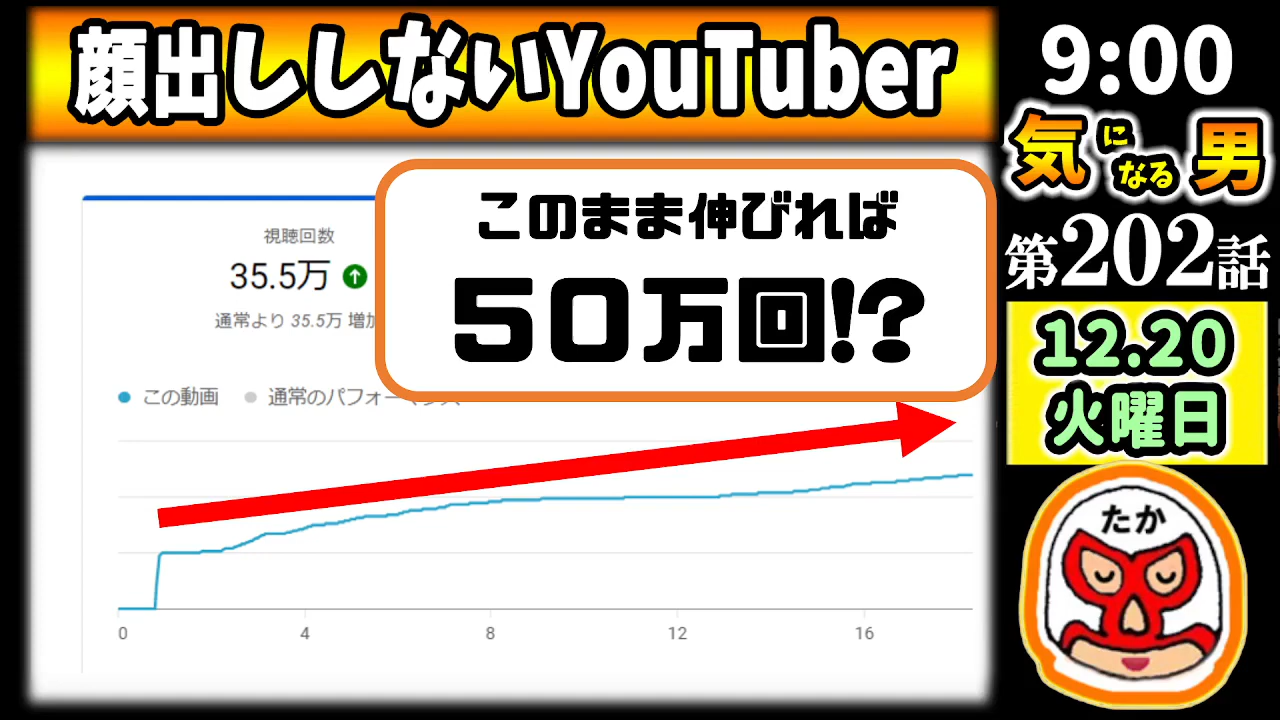 顔出ししないYouTuber
9:00
気になる男
第202話
12.20
火曜日
たか
視聴回数
35.5万
通常より 35.5万 増加
このまま伸びれば
50万回!?
この動画
通常のパフォーマンス
0 4 8 12 16